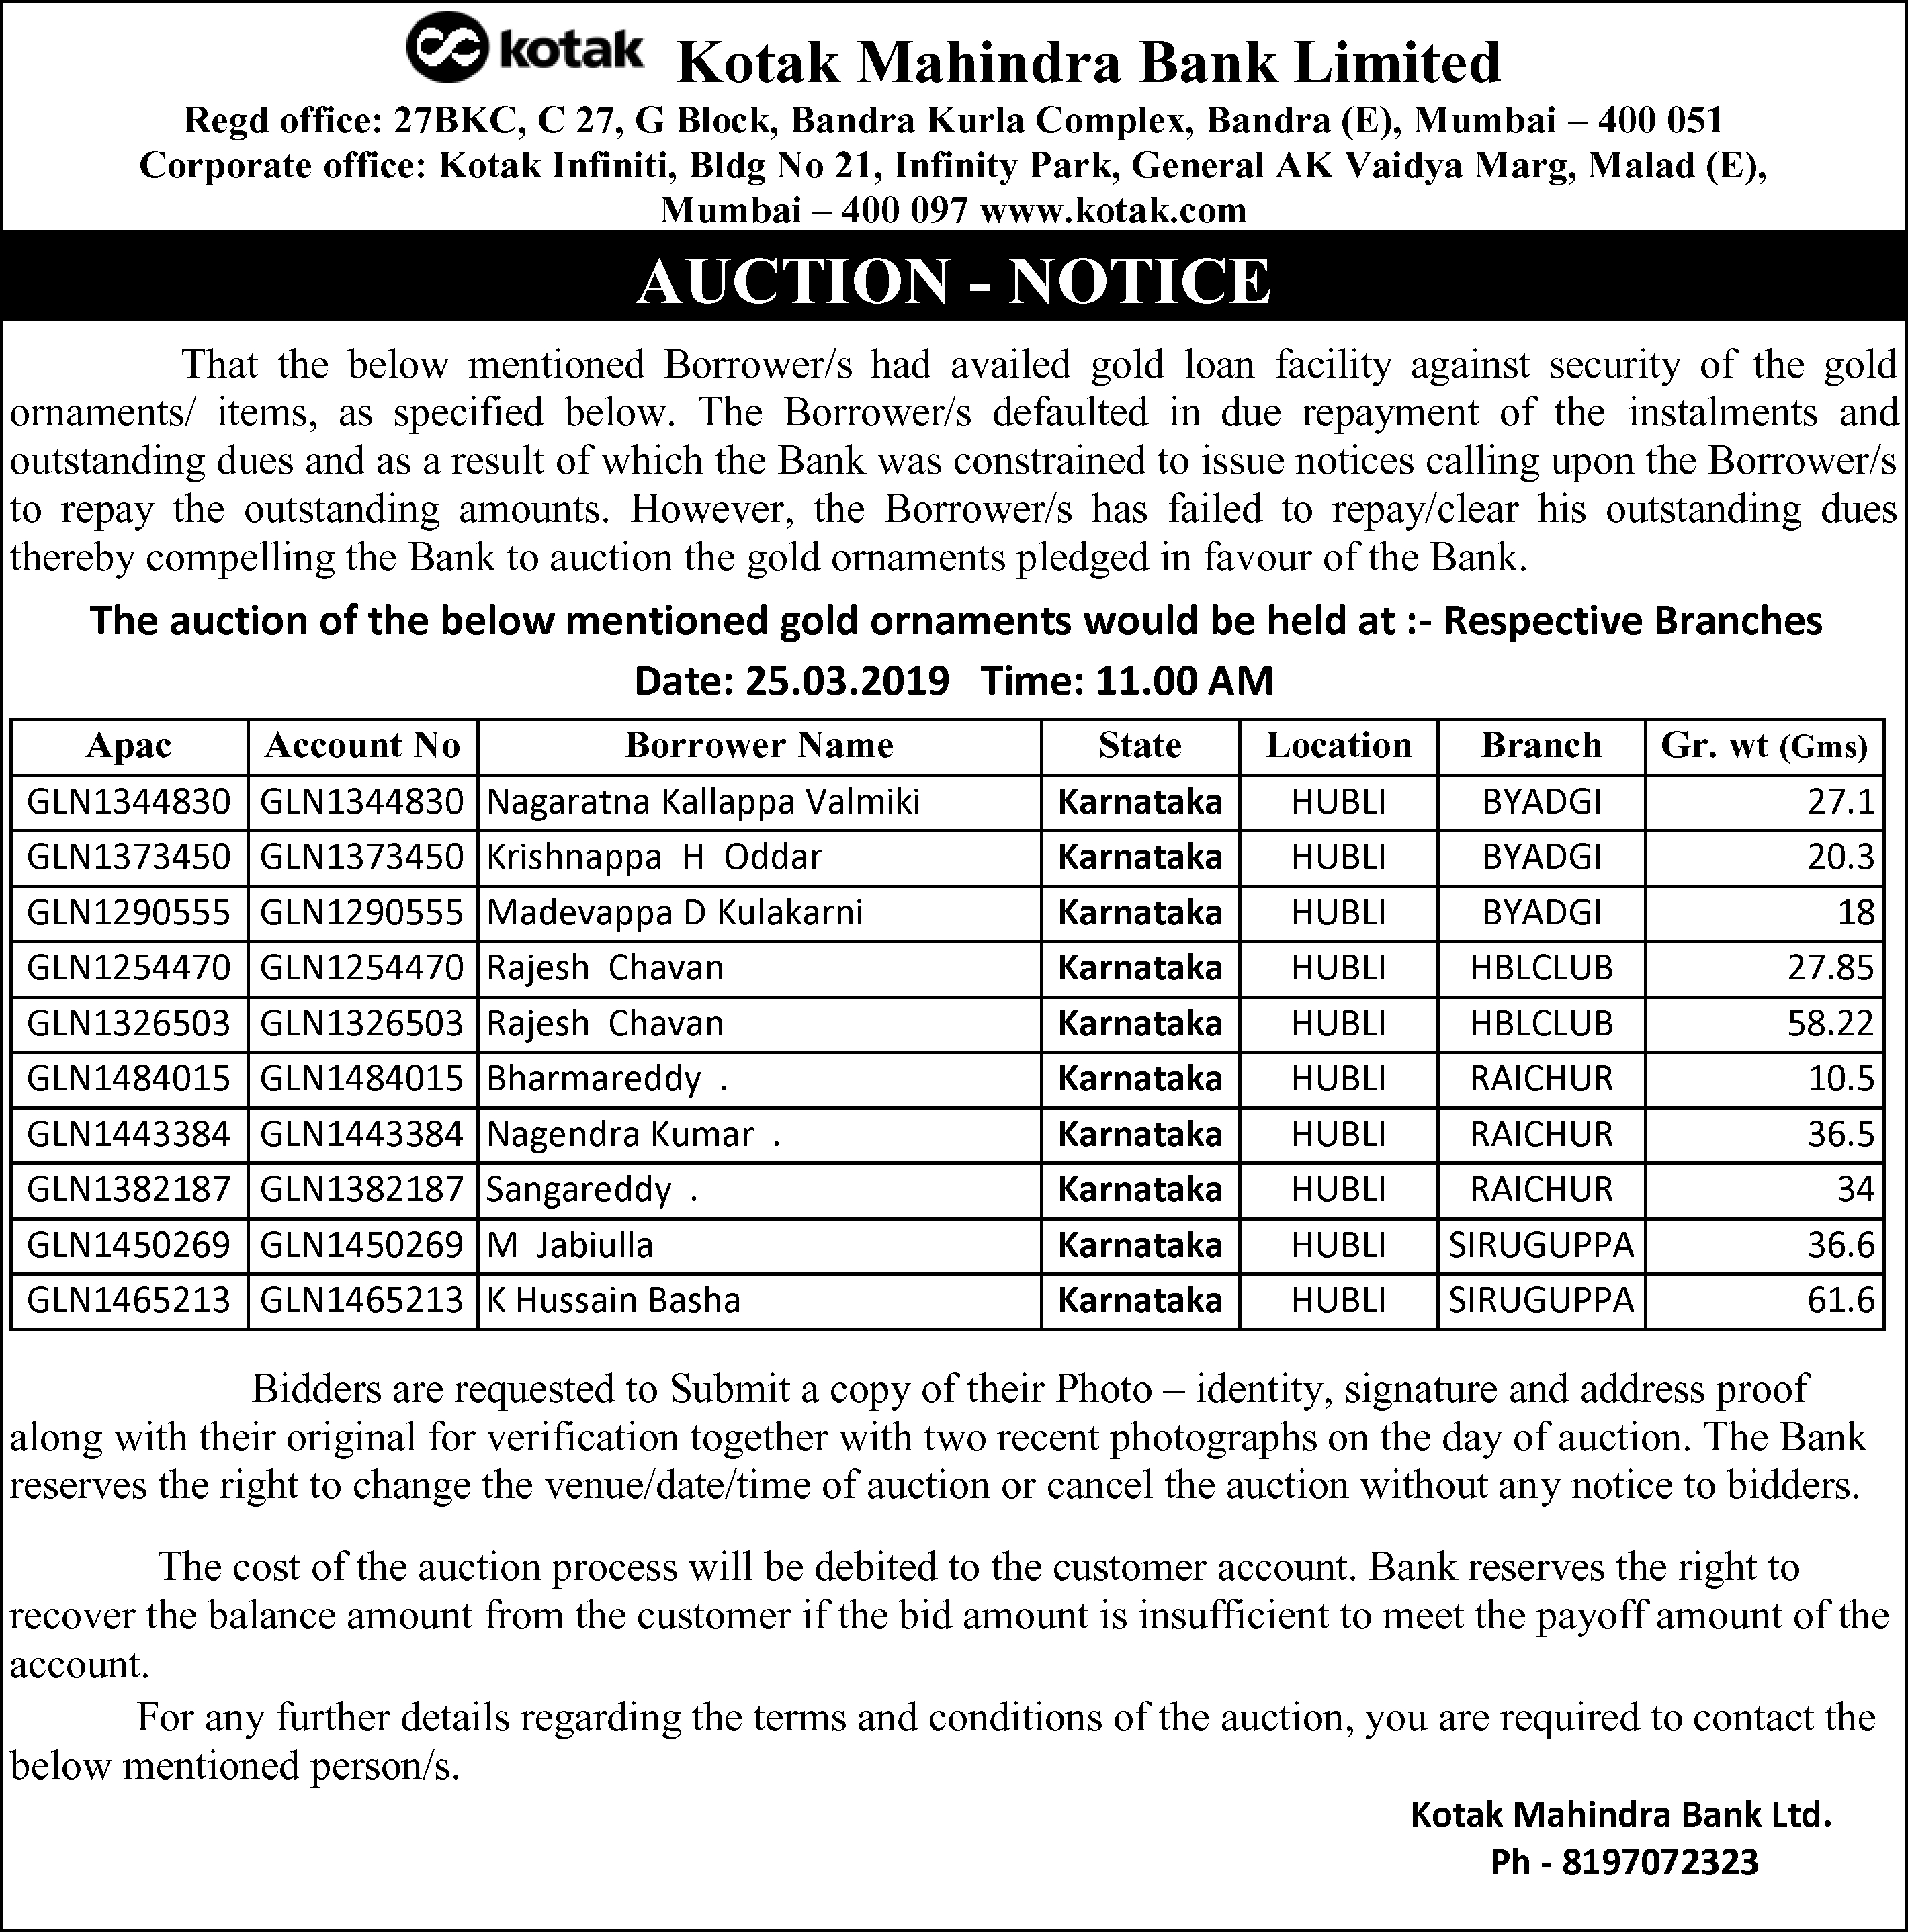 kotak Kotak Mahindra Bank Limited
Regd office: 27BKC, C 27, G Block, Bandra Kurla Complex, Bandra (E), Mumbai – 400 051
Corporate office: Kotak Infiniti, Bldg No 21, Infinity Park, General AK Vaidya Marg, Malad (E),
Mumbai – 400 097 www.kotak.com
AUCTION - NOTICE
That the below mentioned Borrower/s had availed gold loan facility against security of the gold
ornaments/ items, as specified below. The Borrower/s defaulted in due repayment of the instalments and
outstanding dues and as a result of which the Bank was constrained to issue notices calling upon the Borrower/s
to repay the outstanding amounts. However, the Borrower/s has failed to repay/clear his outstanding dues
thereby compelling the Bank to auction the gold ornaments pledged in favour of the Bank.
The auction of the below mentioned gold ornaments would be held at :- Respective Branches
Date: 25.03.2019 Time: 11.00 AM
Apac Account No Borrower Name State Location Branch Gr. wt (Gms)
GLN1344830 GLN1344830 Nagaratna Kallappa Valmiki Karnataka HUBLI BYADGI 27.1
GLN1373450 GLN1373450 Krishnappa H Oddar Karnataka HUBLI BYADGI 20.3
GLN1290555 GLN1290555 Madevappa D Kulakarni Karnataka HUBLI BYADGI 18
GLN1254470 GLN1254470 Rajesh Chavan Karnataka HUBLI HBLCLUB 27.85
GLN1326503 GLN1326503 Rajesh Chavan Karnataka HUBLI HBLCLUB 58.22
GLN1484015 GLN1484015 Bharmareddy . Karnataka HUBLI RAICHUR 10.5
GLN1443384 GLN1443384 Nagendra Kumar . Karnataka HUBLI RAICHUR 36.5
GLN1382187 GLN1382187 Sangareddy . Karnataka HUBLI RAICHUR 34
GLN1450269 GLN1450269 M Jabiulla Karnataka HUBLI SIRUGUPPA 36.6
GLN1465213 GLN1465213 K Hussain Basha Karnataka HUBLI SIRUGUPPA 61.6
Bidders are requested to Submit a copy of their Photo – identity, signature and address proof
along with their original for verification together with two recent photographs on the day of auction. The Bank
reserves the right to change the venue/date/time of auction or cancel the auction without any notice to bidders.
The cost of the auction process will be debited to the customer account. Bank reserves the right to
recover the balance amount from the customer if the bid amount is insufficient to meet the payoff amount of the
account.
For any further details regarding the terms and conditions of the auction, you are required to contact the
below mentioned person/s.
Kotak Mahindra Bank Ltd.
Ph - 8197072323